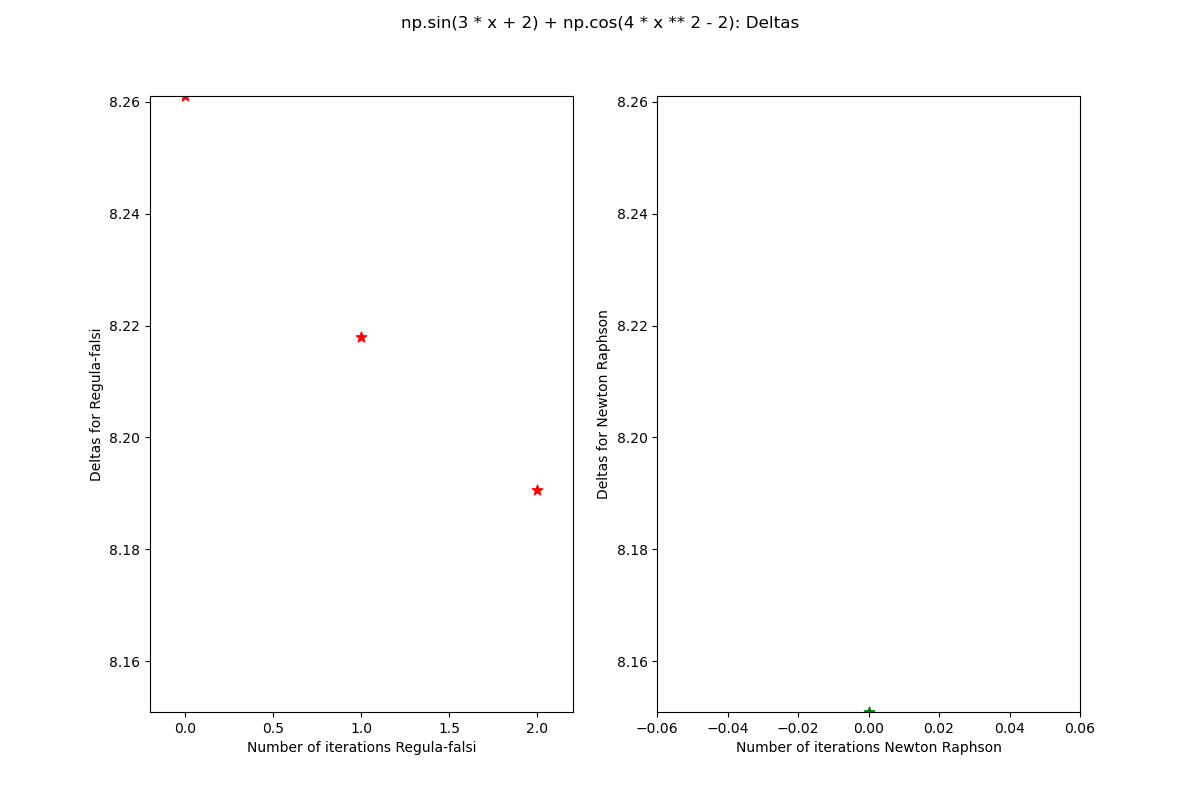 np.sin(3 * x + 2) + np.cos(4 * x ** 2 - 2): Deltas
Deltas for Regula-falsi
8.26
8.24
8.22
8.20
8.18
8.16
0.0 0.5 1.0 1.5 2.0
Number of iterations Regula-falsi
Deltas for Newton Raphson
8.26
8.24
8.22
8.20
8.18
8.16
−0.06 −0.04 −0.02 0.00 0.02 0.04 0.06
Number of iterations Newton Raphson